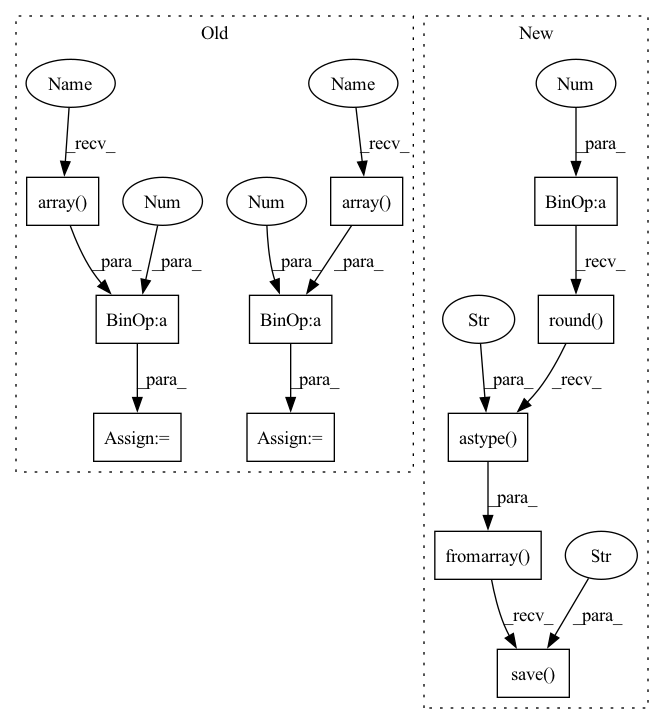 Old
New
Name
Name
Num
_recv_
_recv_
_para_
array()
Num
Num
array()
BinOp:a
_para_
_para_
_para_
_para_
_recv_
BinOp:a
BinOp:a
Str
round()
_para_
_para_
_para_
_recv_
Assign:=
Assign:=
astype()
_para_
fromarray()
Str
_recv_
_para_
save()